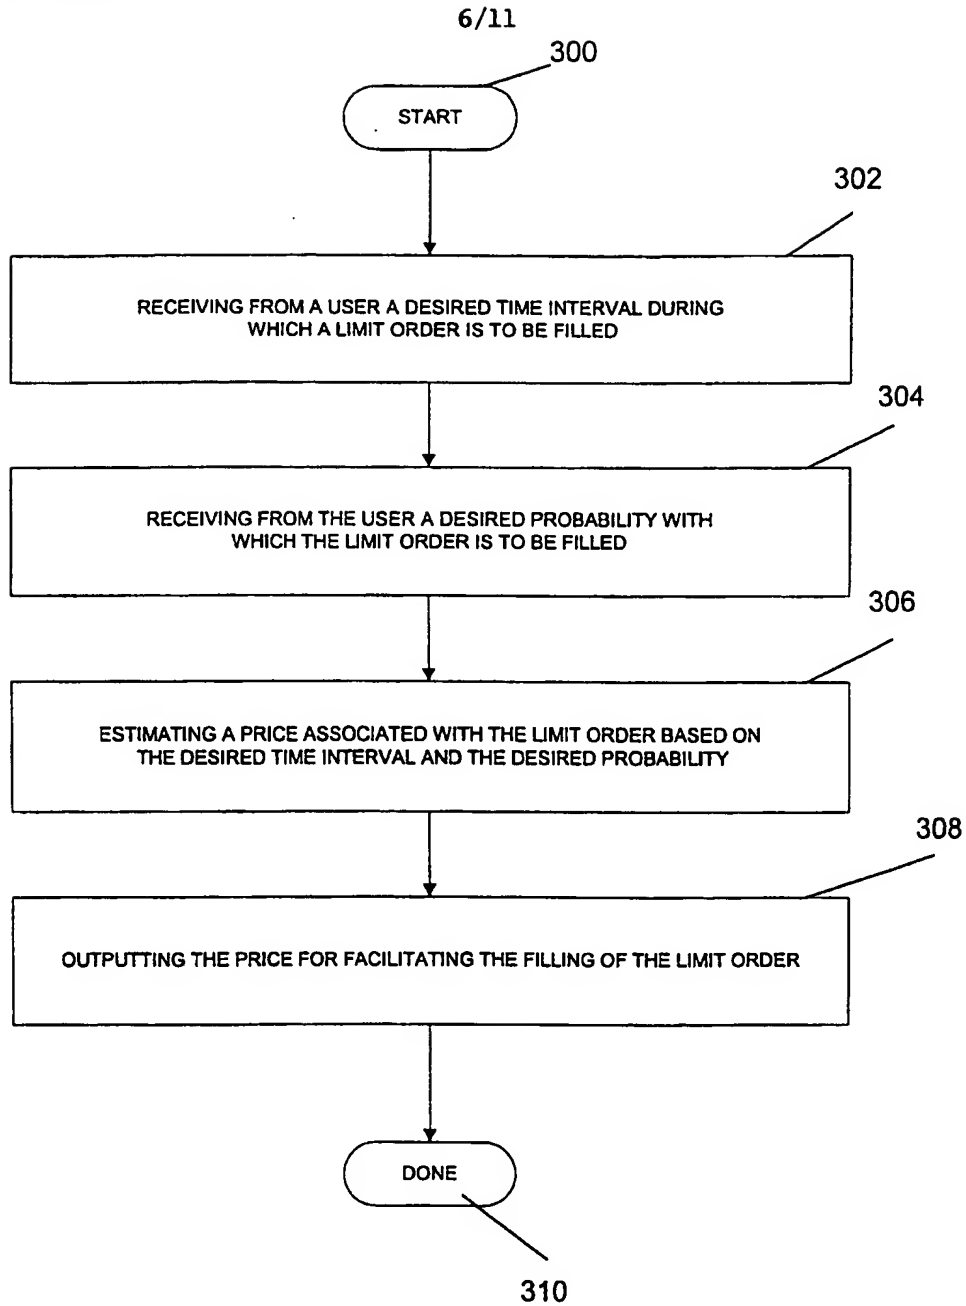 6/11
300
START
302
RECEIVING FROM A USER A DESIRED TIME INTERVAL DURING
WHICH A LIMIT ORDER IS TO BE FILLED
304
RECEIVING FROM THE USER A DESIRED PROBABILITY WITH
WHICH THE LIMIT ORDER IS TO BE FILLED
306
ESTIMATING A PRICE ASSOCIATED WITH THE LIMIT ORDER BASED ON
THE DESIRED TIME INTERVAL AND THE DESIRED PROBABILITY
308
OUTPUTTING THE PRICE FOR FACILITATING THE FILLING OF THE LIMIT ORDER
DONE
310